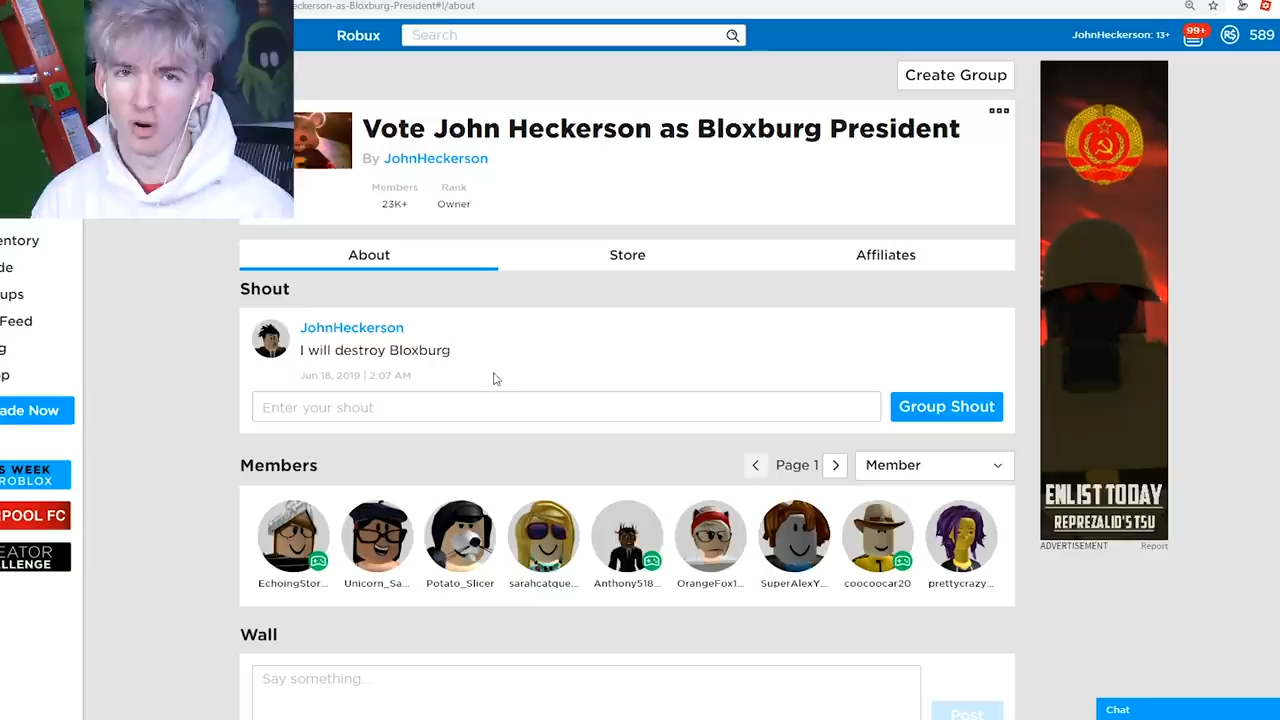 eckerson-as-Bloxburg-President#!/about
Robux
Search
JohnHeckerson: 13+
99+
R$
589
Create Group
Vote John Heckerson as Bloxburg President
By JohnHeckerson
Members
Rank
23K+
Owner
About
Store
Affiliates
Shout
JohnHeckerson
I will destroy Bloxburg
Jun 18, 2019 | 2:07 AM
Enter your shout
Group Shout
Members
Page 1
Member
EchoingStor...
Unicorn_Sa...
Potato_Slicer
sarahcatque...
Anthony518...
OrangeFox1...
SuperAlexY...
coocoocar20
prettycrazy...
Wall
Say something...
Post
entory
de
ups
Feed
g
p
ade Now
S WEEK
ROBLOX
RPOOL FC
EATOR
LLENGE
ENLIST TODAY
REPREZALID'S TSU
ADVERTISEMENT
Report
Chat